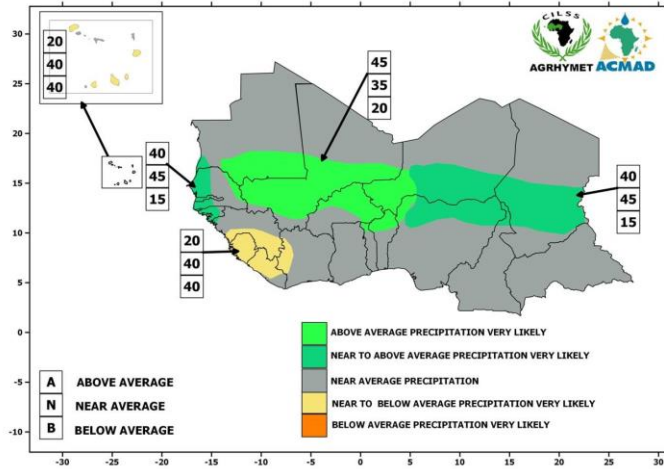 20
40
40
45
35
20
CILSS
AGRHYMET
ACMAD
40
45
15
40
45
15
20
40
40
ABOVE AVERAGE PRECIPITATION VERY LIKELY
NEAR TO ABOVE AVERAGE PRECIPITATION VERY LIKELY
NEAR AVERAGE PRECIPITATION
NEAR TO BELOW AVERAGE PRECIPITATION VERY LIKELY
BELOW AVERAGE PRECIPITATION VERY LIKELY
A ABOVE AVERAGE
N NEAR AVERAGE
B BELOW AVERAGE
30
25
20
15
10
5
0
-5
-10
-30 -25 -20 -15 -10 -5 0 5 10 15 20 25 30